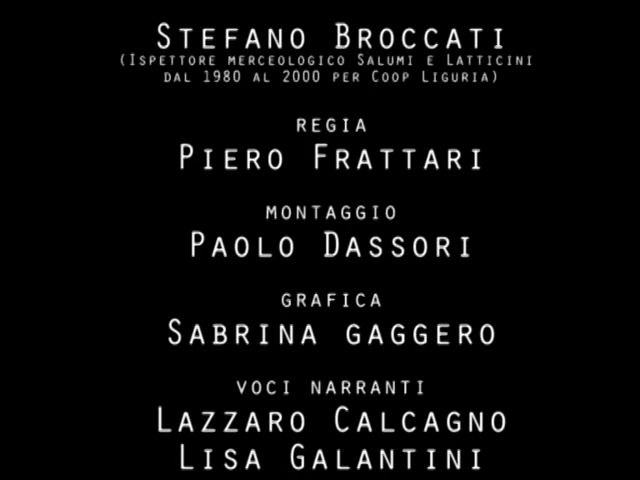 Stefano Broccati
(Ispettore merceologico Salumi e Latticini
dal 1980 al 2000 per Coop Liguria)
regia
Piero Frattari
montaggio
Paolo Dassori
grafica
Sabrina gaggero
voci narranti
Lazzaro Calcagno
Lisa Galantini